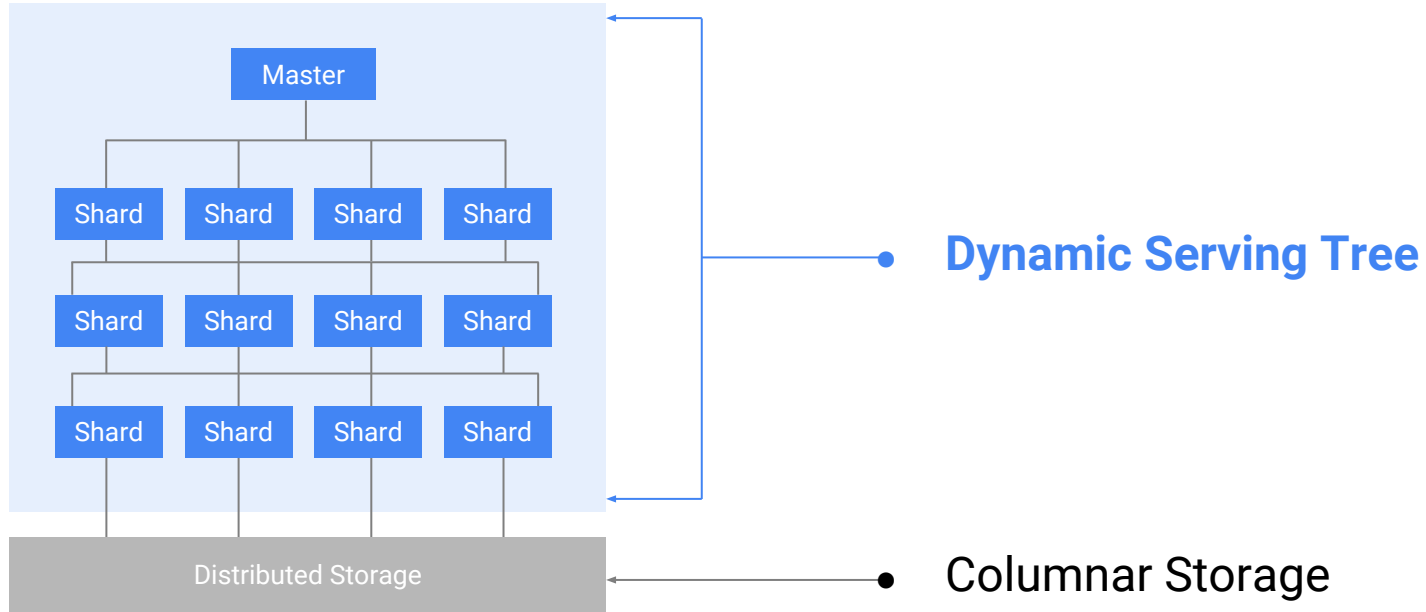 Master
Shard Shard Shard Shard
Dynamic Serving Tree
Shard Shard Shard Shard
Shard Shard Shard Shard
Distributed Storage
Columnar Storage